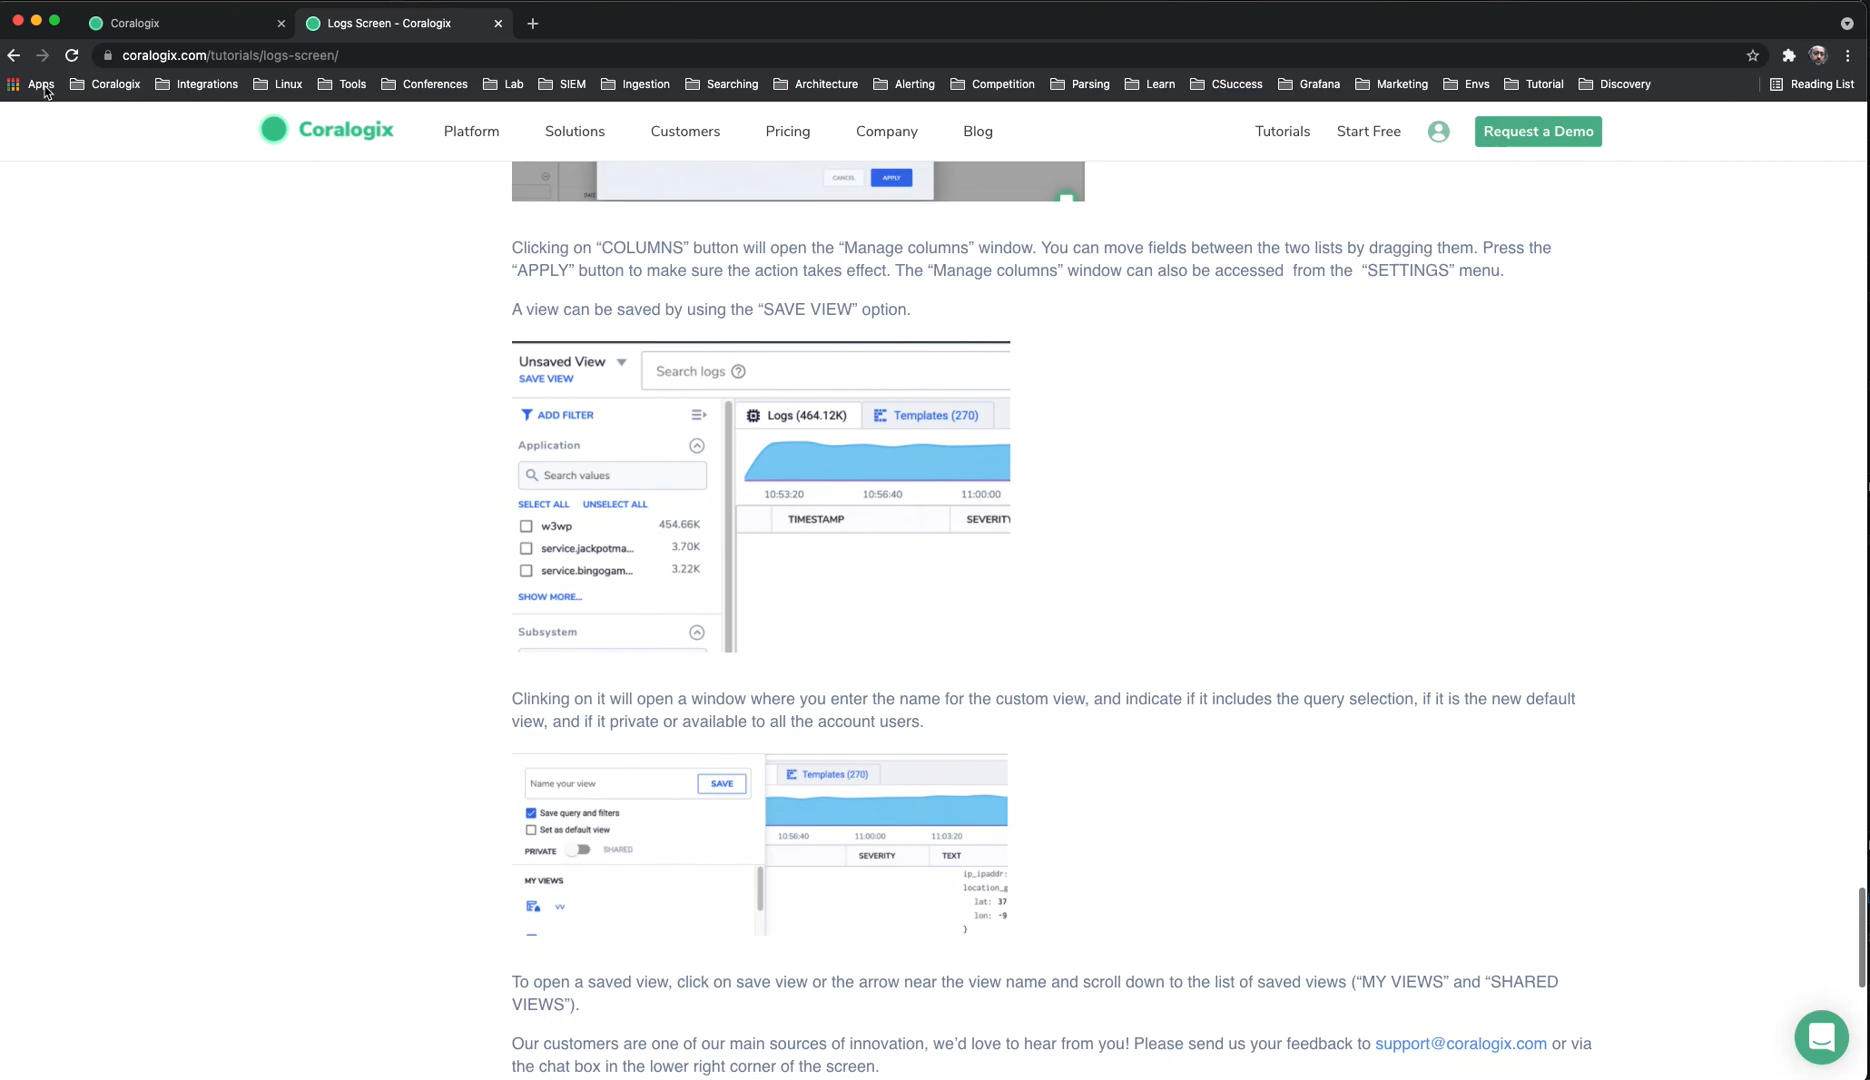 Coralogix
Logs Screen - Coralogix
coralogix.com/tutorials/logs-screen/
Apps Coralogix Integrations Linux Tools Conferences Lab SIEM Ingestion Searching Architecture Alerting Competition Parsing Learn CSuccess Grafana Marketing Envs Tutorial Discovery Reading List
Coralogix Platform Solutions Customers Pricing Company Blog Tutorials Start Free Request a Demo
CANCEL APPLY
Clicking on “COLUMNS” button will open the “Manage columns” window. You can move fields between the two lists by dragging them. Press the
“APPLY” button to make sure the action takes effect. The “Manage columns” window can also be accessed from the “SETTINGS” menu.
A view can be saved by using the “SAVE VIEW” option.
Unsaved View
SAVE VIEW
Search logs
ADD FILTER
Logs (464.12K) Templates (270)
Application
Search values
10:53:20 10:56:40 11:00:00
SELECT ALL UNSELECT ALL
TIMESTAMP SEVERITY
w3wp 454.66K
service.jackpotma... 3.70K
service.bingogam... 3.22K
SHOW MORE...
Subsystem
Clinking on it will open a window where you enter the name for the custom view, and indicate if it includes the query selection, if it is the new default
view, and if it private or available to all the account users.
Name your view SAVE
Templates (270)
Save query and filters
Set as default view
10:56:40 11:00:00 11:03:20
PRIVATE SHARED
SEVERITY TEXT
MY VIEWS
ip_ipaddr:
location_g
lat: 37
lon: -9
}
vv
To open a saved view, click on save view or the arrow near the view name and scroll down to the list of saved views (“MY VIEWS” and “SHARED
VIEWS”).
Our customers are one of our main sources of innovation, we’d love to hear from you! Please send us your feedback to support@coralogix.com or via
the chat box in the lower right corner of the screen.